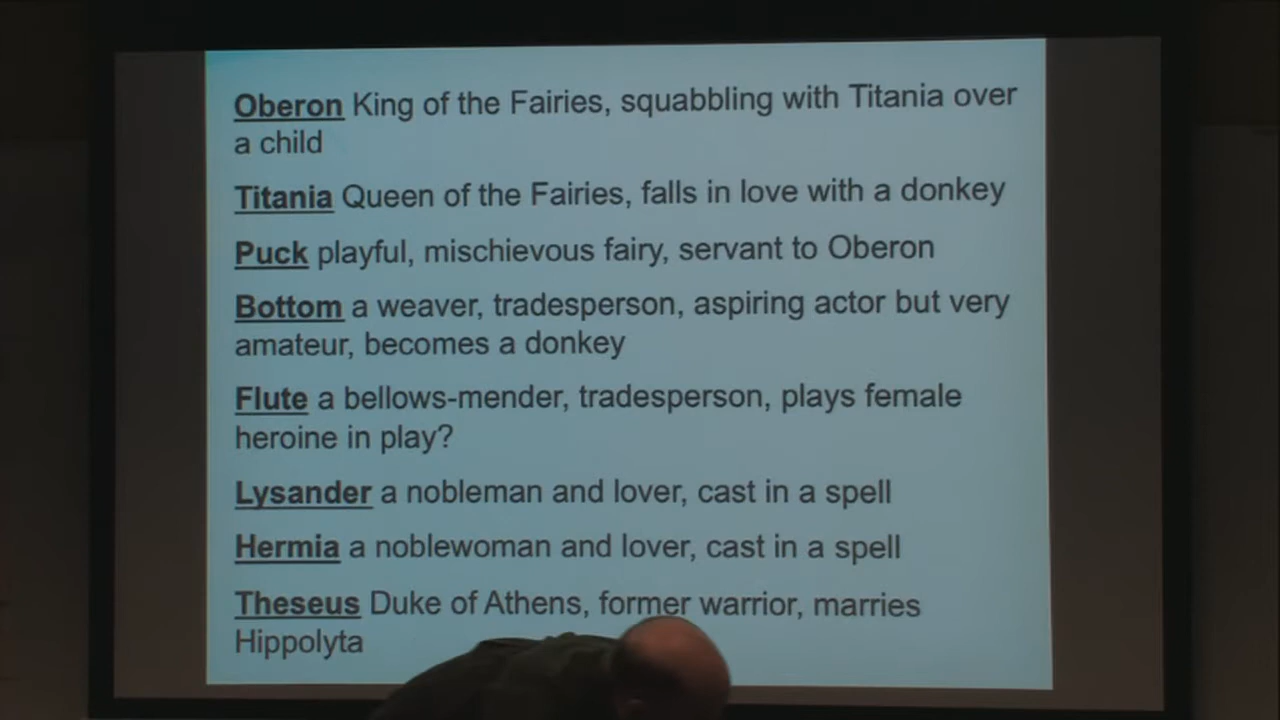 Oberon King of the Fairies, squabbling with Titania over
a child
Titania Queen of the Fairies, falls in love with a donkey
Puck playful, mischievous fairy, servant to Oberon
Bottom a weaver, tradesperson, aspiring actor but very
amateur, becomes a donkey
Flute a bellows-mender, tradesperson, plays female
heroine in play?
Lysander a nobleman and lover, cast in a spell
Hermia a noblewoman and lover, cast in a spell
Theseus Duke of Athens, former warrior, marries
Hippolyta